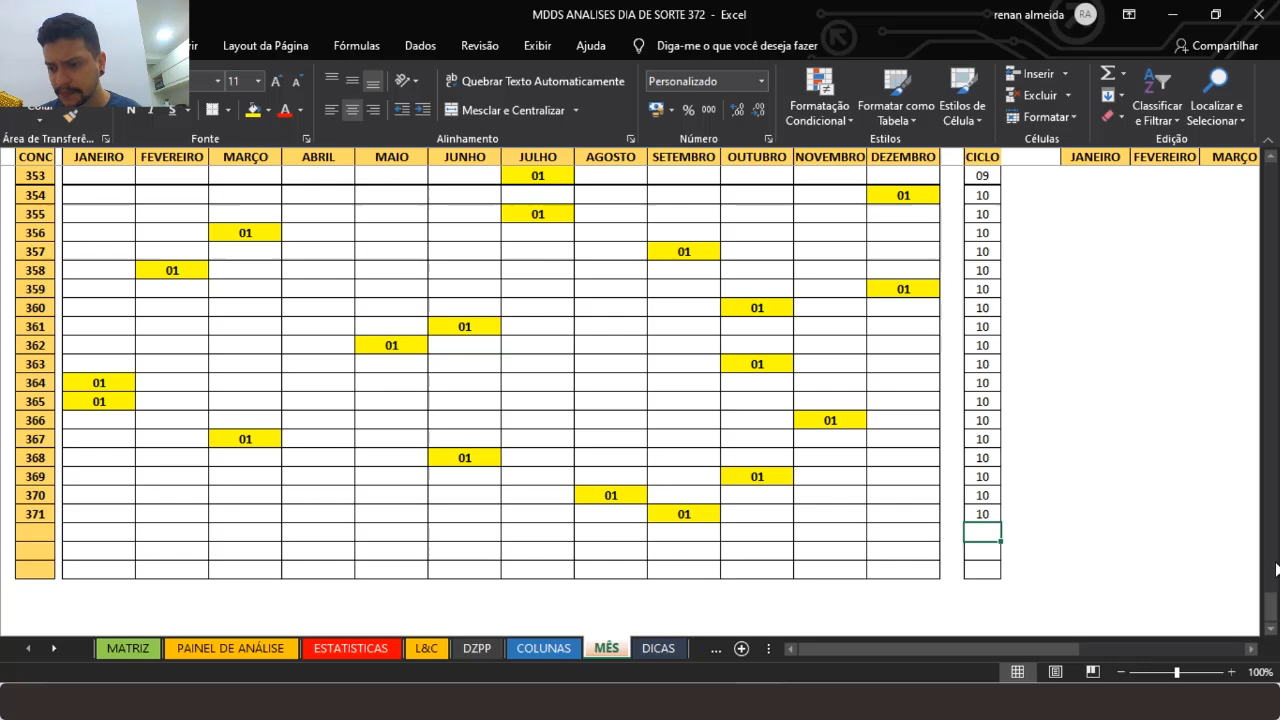 MDDS ANALISES DIA DE SORTE 372 - Excel
renan almeida RA
Layout da Página Fórmulas Dados Revisão Exibir Ajuda Diga-me o que você deseja fazer Compartilhar
11 A A Quebrar Texto Automaticamente Personalizado
N I S A Mesclar e Centralizar % 000
Formatação Condicional Formatar como Tabela Estilos de Célula
Inserir
Excluir
Formatar
Classificar e Filtrar Localizar e Selecionar
Área de Transferê... Fonte Alinhamento Número Estilos Células Edição
CONC JANEIRO FEVEREIRO MARÇO ABRIL MAIO JUNHO JULHO AGOSTO SETEMBRO OUTUBRO NOVEMBRO DEZEMBRO CICLO JANEIRO FEVEREIRO MARÇO
353 01 09
354 01 10
355 01 10
356 01 10
357 01 10
358 01 10
359 01 10
360 01 10
361 01 10
362 01 10
363 01 10
364 01 10
365 01 10
366 01 10
367 01 10
368 01 10
369 01 10
370 01 10
371 01 10
MATRIZ PAINEL DE ANÁLISE ESTATISTICAS L&C DZPP COLUNAS MÊS DICAS ...
100%